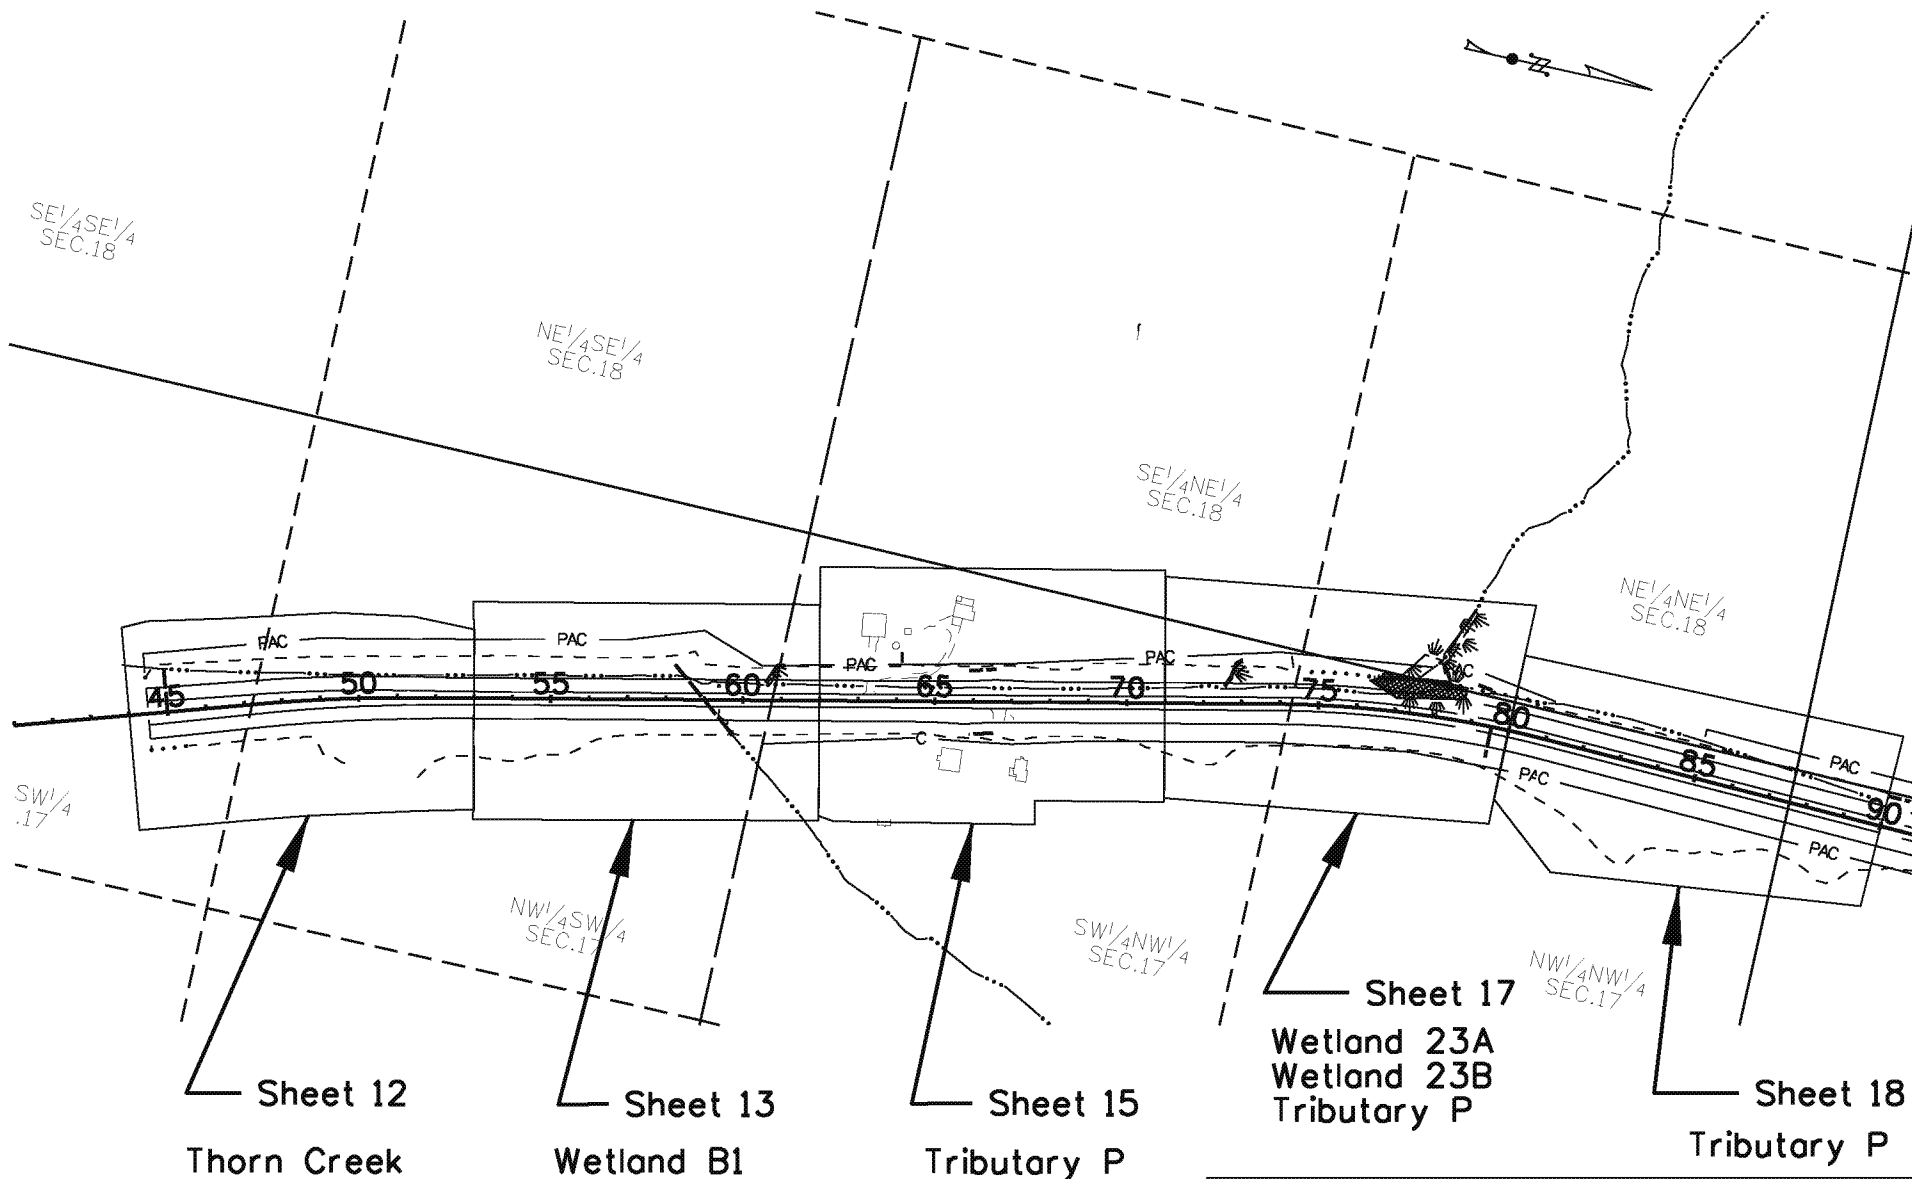 N
SE1/4SE1/4
SEC.18
NE1/4SE1/4
SEC.18
SE1/4NE1/4
SEC.18
NE1/4NE1/4
SEC.18
PAC
PAC
PAC
PAC
PAC
45
50
55
60
65
70
75
80
85
90
C
PAC
PAC
PAC
SW1/4
.17
NW1/4SW1/4
SEC.17
SW1/4NW1/4
SEC.17
NW1/4NW1/4
SEC.17
Sheet 12
Thorn Creek
Sheet 13
Wetland B1
Sheet 15
Tributary P
Sheet 17
Wetland 23A
Wetland 23B
Tributary P
Sheet 18
Tributary P